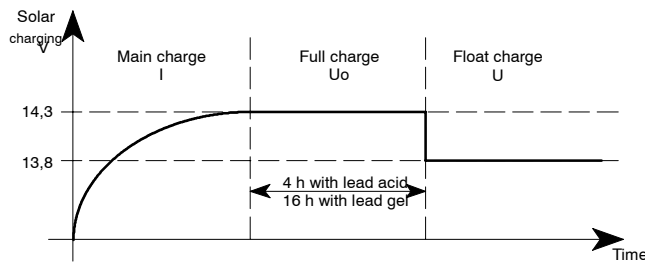 Solar
charging
V
Main charge
I
Full charge
Uo
Float charge
U
14,3
13,8
4 h with lead acid
16 h with lead gel
Time